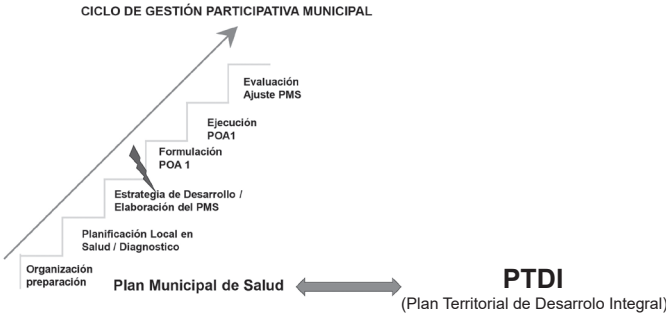 CICLO DE GESTIÓN PARTICIPATIVA MUNICIPAL
Evaluación
Ajuste PMS
Ejecución
POA1
Formulación
POA 1
Estrategia de Desarrollo /
Elaboración del PMS
Planificación Local en
Salud / Diagnostico
Organización
preparación
Plan Municipal de Salud
PTDI
(Plan Territorial de Desarrolo Integral)